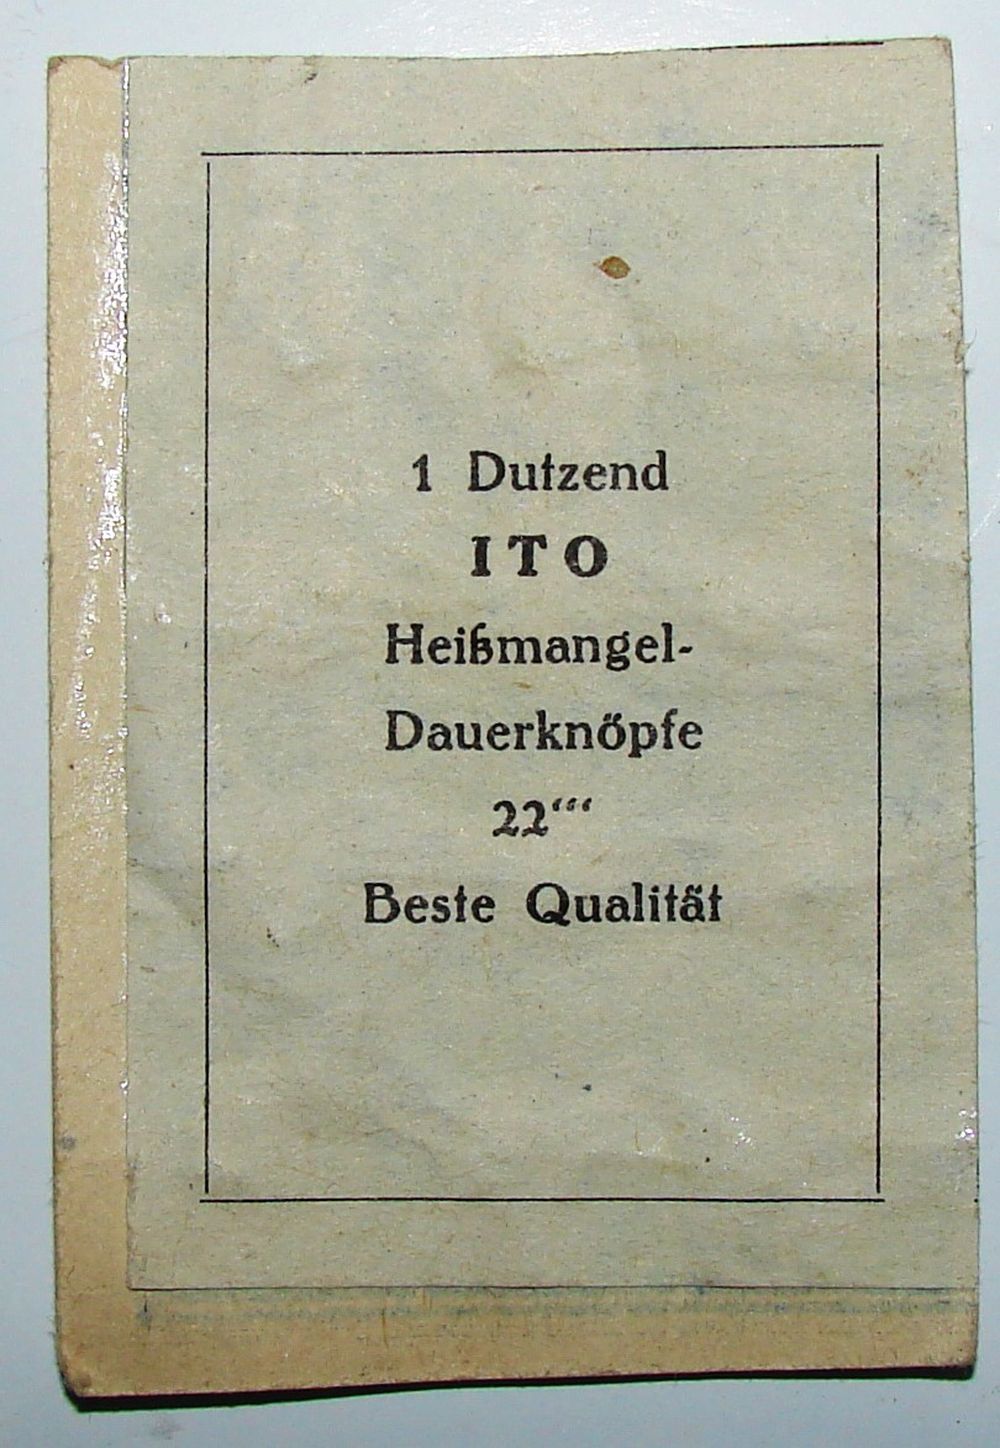 1 Dutzend
ITO
Heißmangel-
Dauerknöpfe
22‘‘‘
Beste Qualität